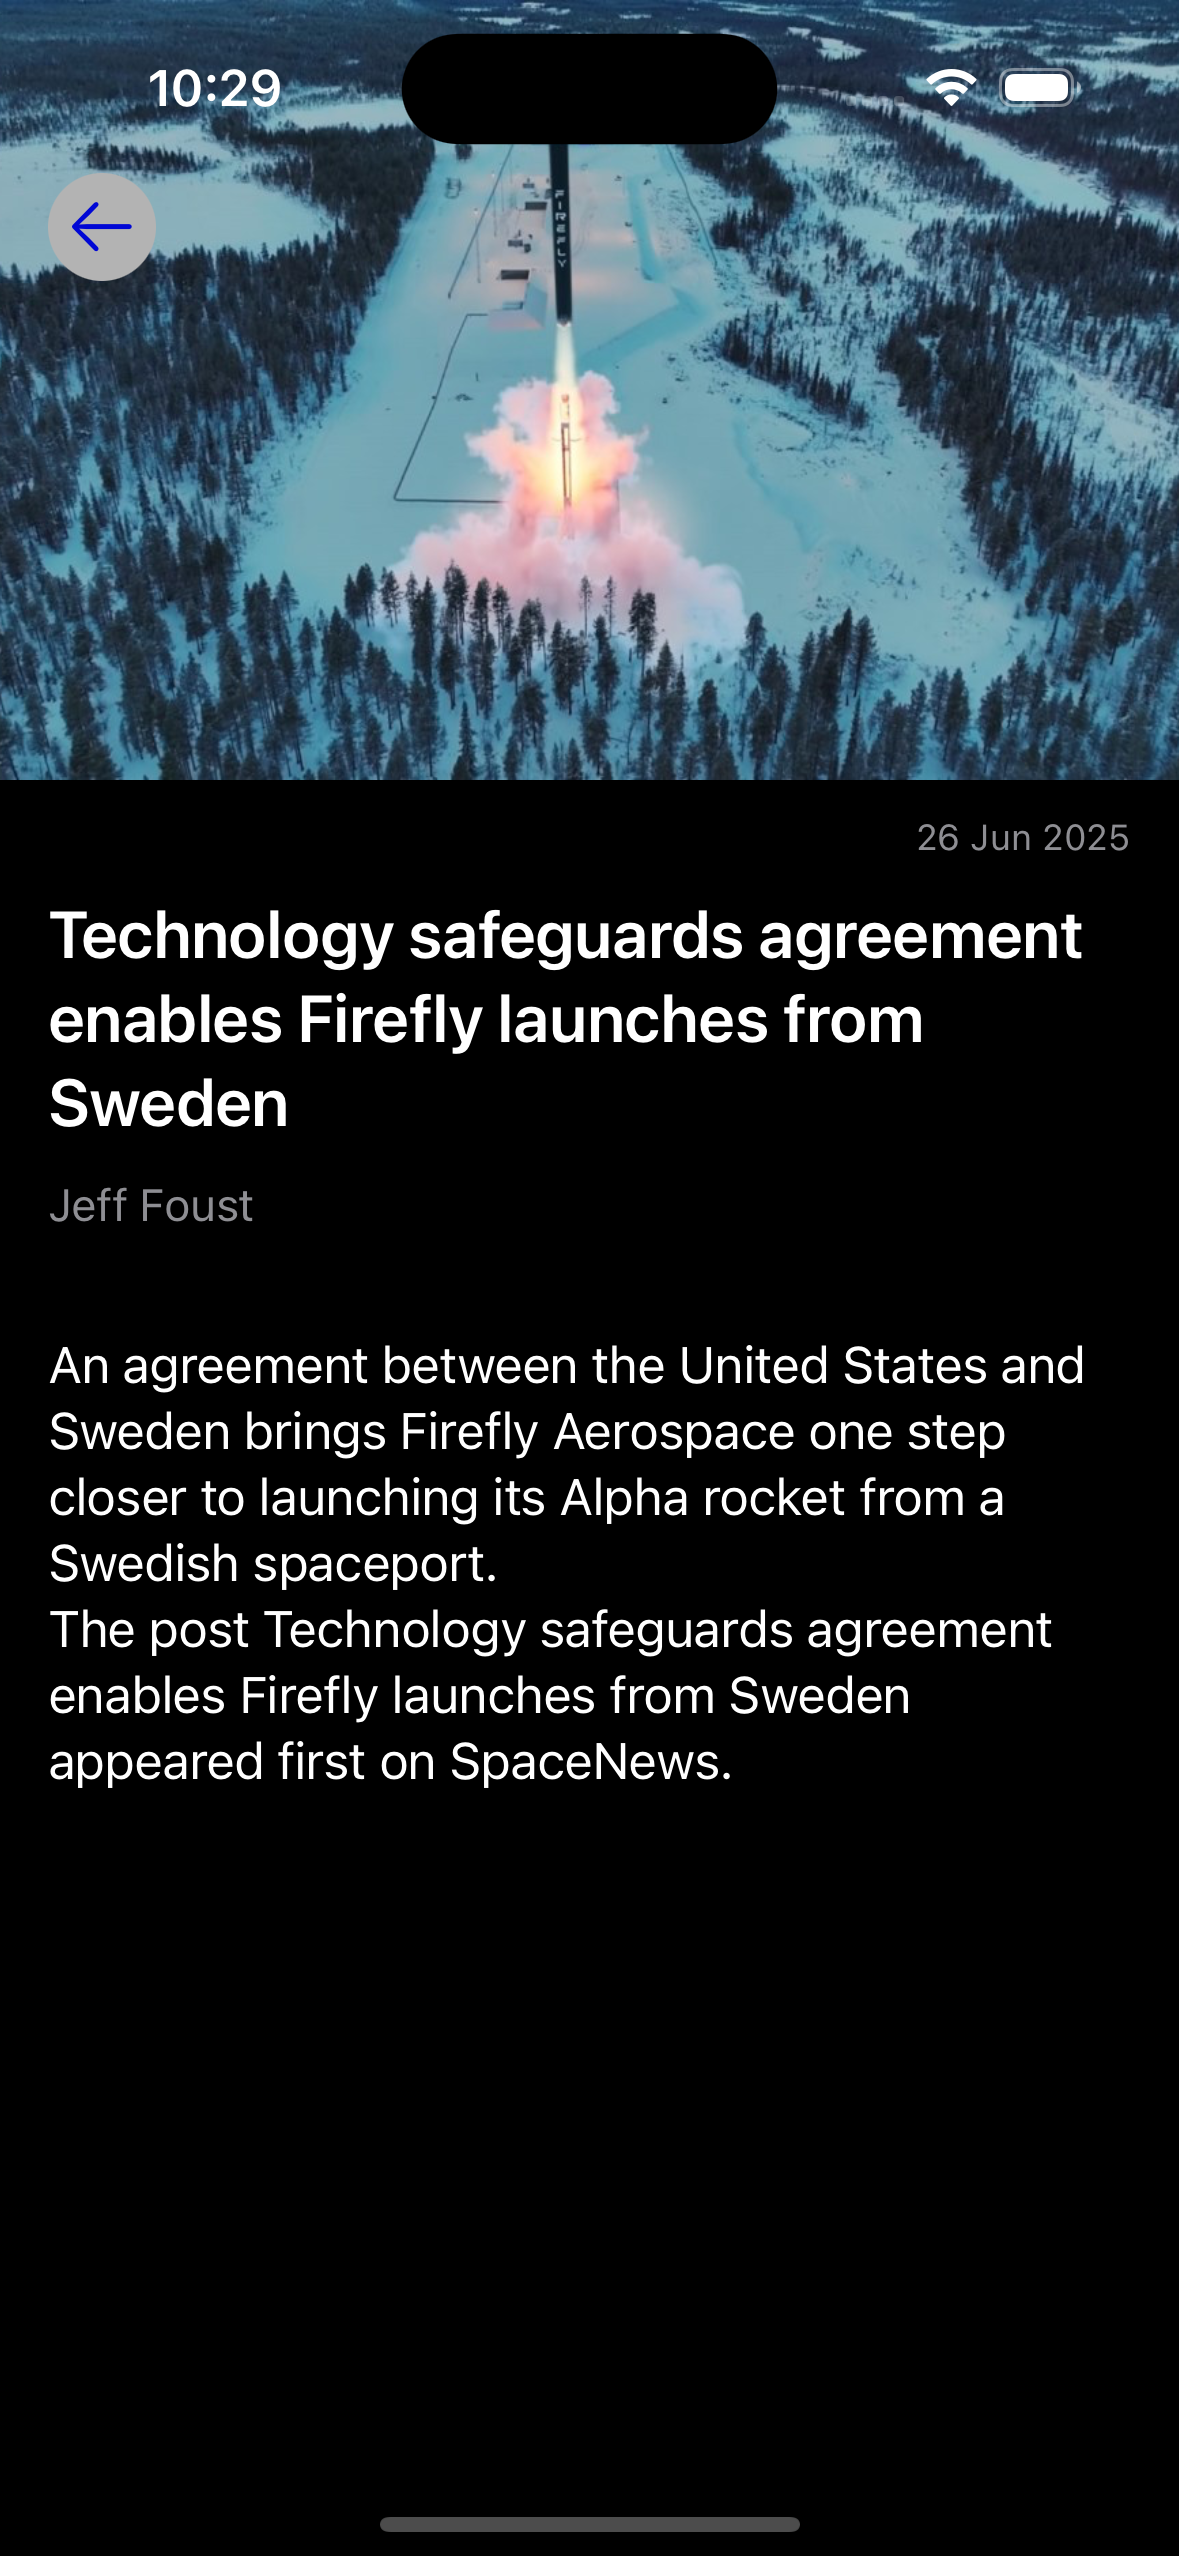 10:29
FIREFLY
26 Jun 2025
Technology safeguards agreement
enables Firefly launches from
Sweden
Jeff Foust
An agreement between the United States and
Sweden brings Firefly Aerospace one step
closer to launching its Alpha rocket from a
Swedish spaceport.
The post Technology safeguards agreement
enables Firefly launches from Sweden
appeared first on SpaceNews.